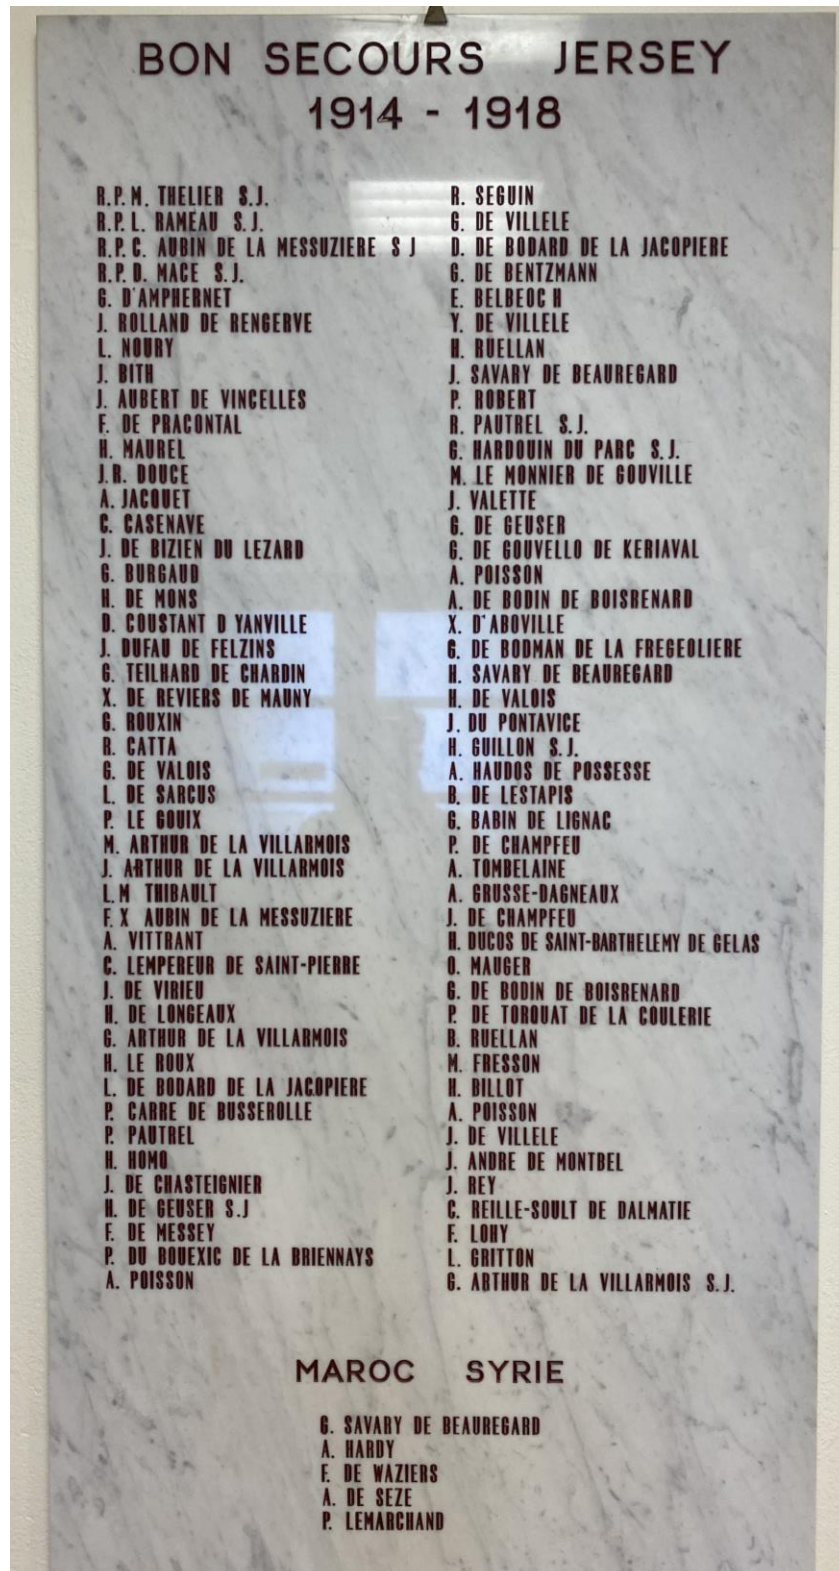 BON SECOURS JERSEY
1914 - 1918
R.P.M. THELIER S.J.
R.P.L. RAMEAU S.J.
R.P.C. AUBIN DE LA MESSUZIERE S J
R.P.D. MACE S.J.
G. D'AMPHERNET
J. ROLLAND DE RENGERVE
L. NOURY
J. BITH
J. AUBERT DE VINCELLES
F. DE PRACONTAL
H. MAUREL
J.R. DOUCE
A. JACQUET
C. CASENAVE
J. DE BIZIEN DU LEZARD
G. BURGAUD
H. DE MONS
D. COUSTANT D YANVILLE
J. DUFAU DE FELZINS
G. TEILHARD DE CHARDIN
X. DE REVIERS DE MAUNY
G. ROUXIN
R. CATTA
G. DE VALOIS
L. DE SARCUS
P. LE GOUIX
M. ARTHUR DE LA VILLARMOIS
J. ARTHUR DE LA VILLARMOIS
L.M THIBAULT
F.X AUBIN DE LA MESSUZIERE
A. VITTRANT
C. LEMPEREUR DE SAINT-PIERRE
J. DE VIRIEU
H. DE LONGEAUX
G. ARTHUR DE LA VILLARMOIS
H. LE ROUX
L. DE BODARD DE LA JACOPIERE
P. CARRE DE BUSSEROLLE
P. PAUTREL
H. HOMO
J. DE CHASTEIGNIER
H. DE GEUSER S.J
F. DE MESSEY
P. DU BOUEXIC DE LA BRIENNAYS
A. POISSON
R. SEGUIN
G. DE VILLELE
D. DE BODARD DE LA JACOPIERE
G. DE BENTZMANN
E. BELBEOC H
Y. DE VILLELE
H. RUELLAN
J. SAVARY DE BEAUREGARD
P. ROBERT
R. PAUTREL S.J.
G. HARDOUIN DU PARC S.J.
M. LE MONNIER DE GOUVILLE
J. VALETTE
G. DE GEUSER
G. DE GOUVELLO DE KERIAVAL
A. POISSON
A. DE BODIN DE BOISRENARD
X. D'ABOVILLE
G. DE BODMAN DE LA FREGEOLIERE
H. SAVARY DE BEAUREGARD
H. DE VALOIS
J. DU PONTAVICE
H. GUILLON S.J.
A. HAUDOS DE POSSESSE
B. DE LESTAPIS
G. BABIN DE LIGNAC
P. DE CHAMPFEU
A. TOMBELAINE
A. GRUSSE-DAGNEAUX
J. DE CHAMPFEU
H. DUCOS DE SAINT-BARTHELEMY DE GELAS
O. MAUGER
G. DE BODIN DE BOISRENARD
P. DE TORQUAT DE LA COULERIE
B. RUELLAN
M. FRESSON
H. BILLOT
A. POISSON
J. DE VILLELE
J. ANDRE DE MONTBEL
J. REY
C. REILLE-SOULT DE DALMATIE
F. LOHY
L. GRITTON
G. ARTHUR DE LA VILLARMOIS S.J.
MAROC SYRIE
G. SAVARY DE BEAUREGARD
A. HARDY
F. DE WAZIERS
A. DE SEZE
P. LEMARCHAND